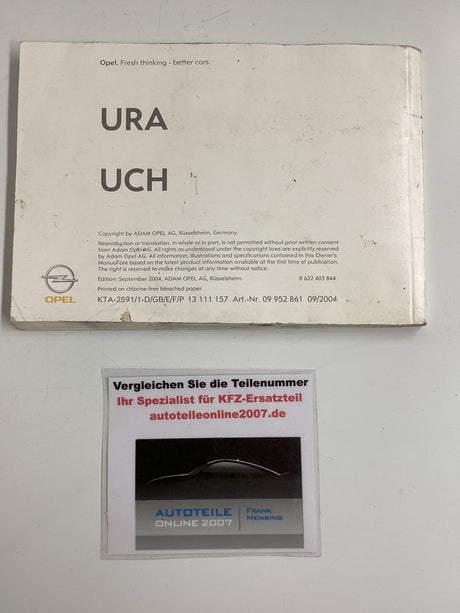 Opel. Fresh thinking - better cars.
URA
UCH
Copyright by ADAM OPEL AG, Rüsselsheim, Germany.
Reproduction or translation, in whole or in part, is not permitted without prior written consent
from Adam Opel AG. All rights as understood under the copyright laws are explicitly reserved
by Adam Opel AG. All information, illustrations and specifications contained in this Owner's
Manual are based on the latest product information available at the first time of publication.
The right is reserved to make changes at any time without notice.
Edition: September 2004, ADAM OPEL AG, Rüsselsheim. 8 622 403 844
Printed on chlorine-free bleached paper.
OPEL
KTA-2591/1-D/GB/E/F/P 13 111 157 Art.-Nr. 09 952 861 09/2004
Vergleichen Sie die Teilenummer
Ihr Spezialist für KFZ-Ersatzteil
autoteileonline2007.de
AUTOTEILE
ONLINE 2007
FRANK
MENSING